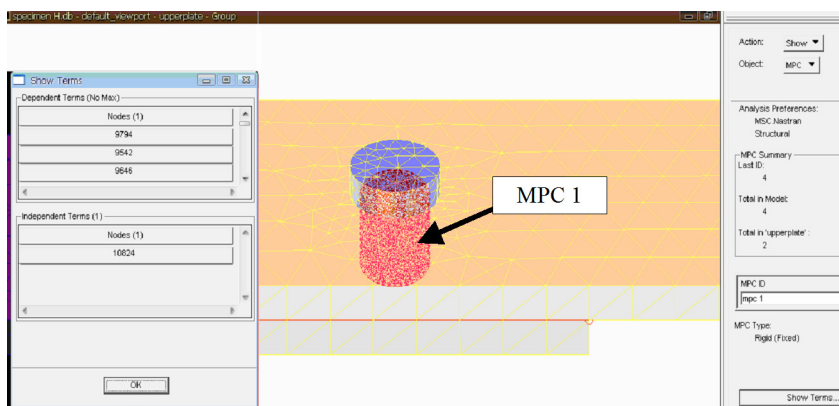 specimen H.db - default_viewport - upperplate - Group
Show Terms
Dependent Terms (No Max)
Nodes (1)
9794
9542
9646
Independent Terms (1)
Nodes (1)
10824
OK
MPC 1
Action: Show
Object: MPC
Analysis Preferences:
MSC.Nastran
Structural
MPC Summary
Last ID:
4
Total in Model:
4
Total in 'upperplate' :
2
MPC ID
mpc 1
MPC Type:
Rigid (Fixed)
Show Terms...